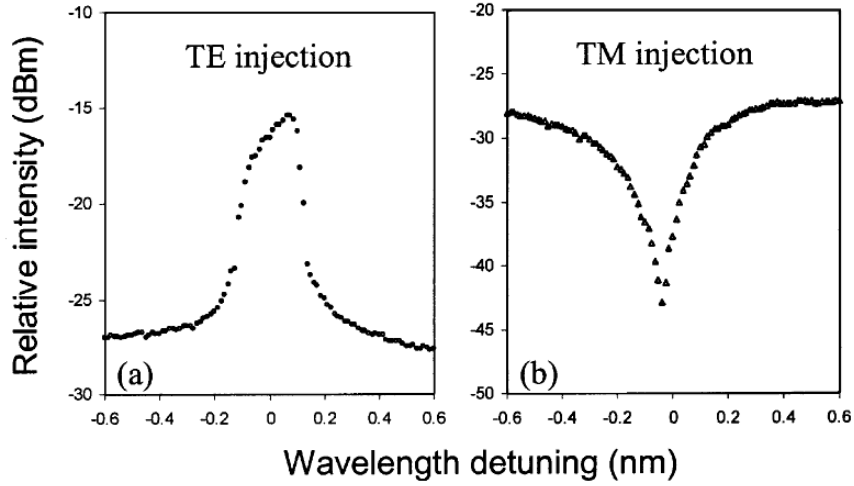 -10
-15
-20
-25
-30
TE injection
(a)
-0.6 -0.4 -0.2 0 0.2 0.4 0.6
-20
-25
-30
-35
-40
-45
-50
TM injection
(b)
-0.6 -0.4 -0.2 0 0.2 0.4 0.6
Relative intensity (dBm)
Wavelength detuning (nm)